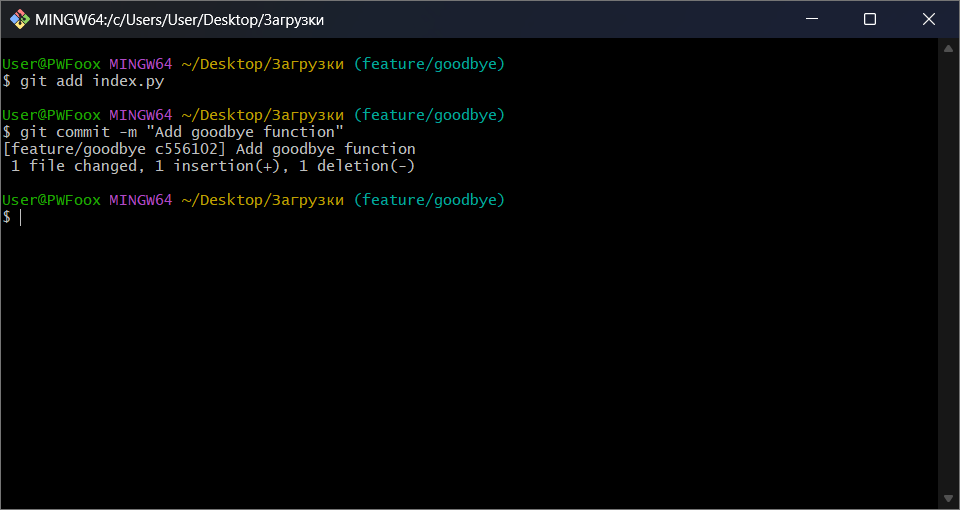 MINGW64:/c/Users/User/Desktop/Загрузки
User@PWFoox MINGW64 ~/Desktop/Загрузки (feature/goodbye)
$ git add index.py
User@PWFoox MINGW64 ~/Desktop/Загрузки (feature/goodbye)
$ git commit -m "Add goodbye function"
[feature/goodbye c556102] Add goodbye function
1 file changed, 1 insertion(+), 1 deletion(-)
User@PWFoox MINGW64 ~/Desktop/Загрузки (feature/goodbye)
$